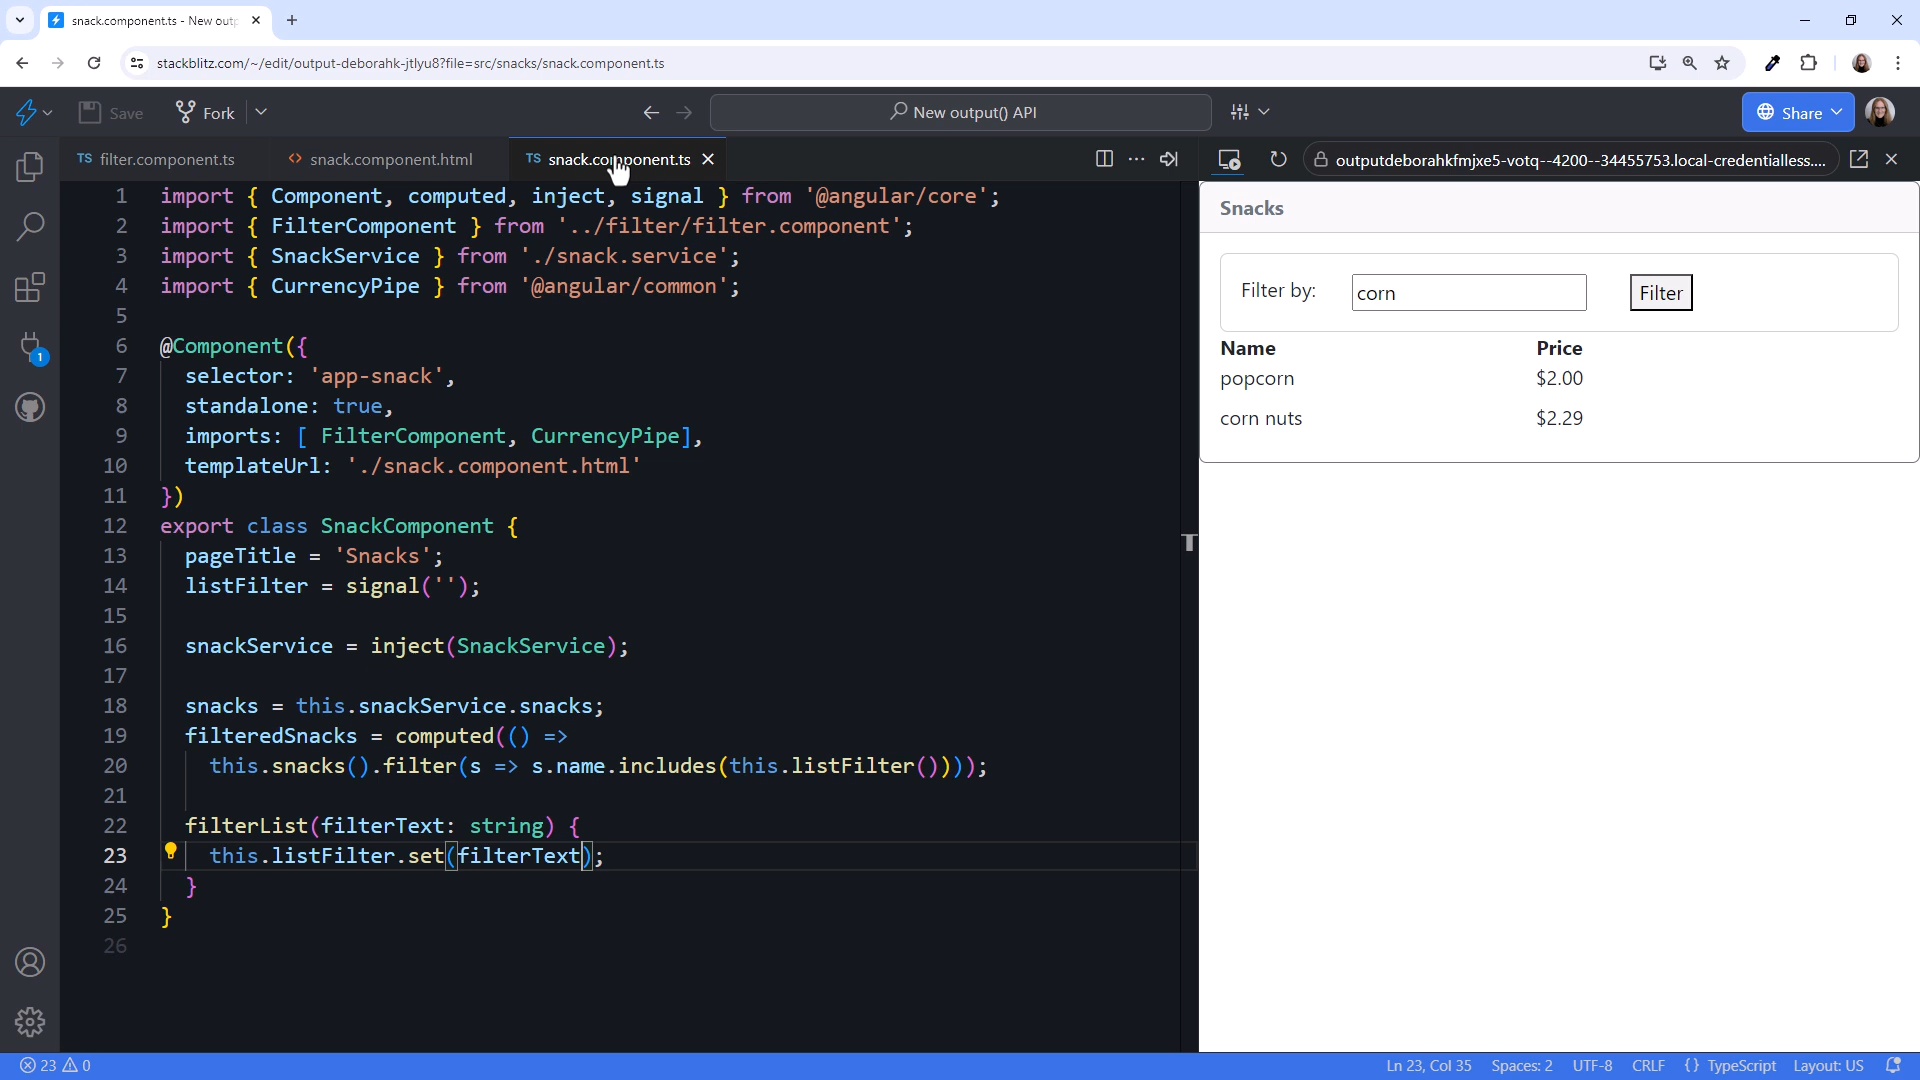 snack.component.ts - New outp
stackblitz.com/~/edit/output-deborahk-jtlyu8?file=src/snacks/snack.component.ts
Save
Fork
New output() API
Share
TS filter.component.ts
<> snack.component.html
TS snack.component.ts
outputdeborahkfmjxe5-votq--4200--34455753.local-credentialless....
1 import { Component, computed, inject, signal } from '@angular/core';
2 import { FilterComponent } from '../filter/filter.component';
3 import { SnackService } from './snack.service';
4 import { CurrencyPipe } from '@angular/common';
5
6 @Component({
7 selector: 'app-snack',
8 standalone: true,
9 imports: [ FilterComponent, CurrencyPipe],
10 templateUrl: './snack.component.html'
11 })
12 export class SnackComponent {
13 pageTitle = 'Snacks';
14 listFilter = signal('');
15
16 snackService = inject(SnackService);
17
18 snacks = this.snackService.snacks;
19 filteredSnacks = computed(() =>
20 this.snacks().filter(s => s.name.includes(this.listFilter())));
21
22 filterList(filterText: string) {
23 this.listFilter.set(filterText);
24 }
25 }
26
1
Snacks
Filter by: corn Filter
Name Price
popcorn $2.00
corn nuts $2.29
23 0
Ln 23, Col 35 Spaces: 2 UTF-8 CRLF {} TypeScript Layout: US